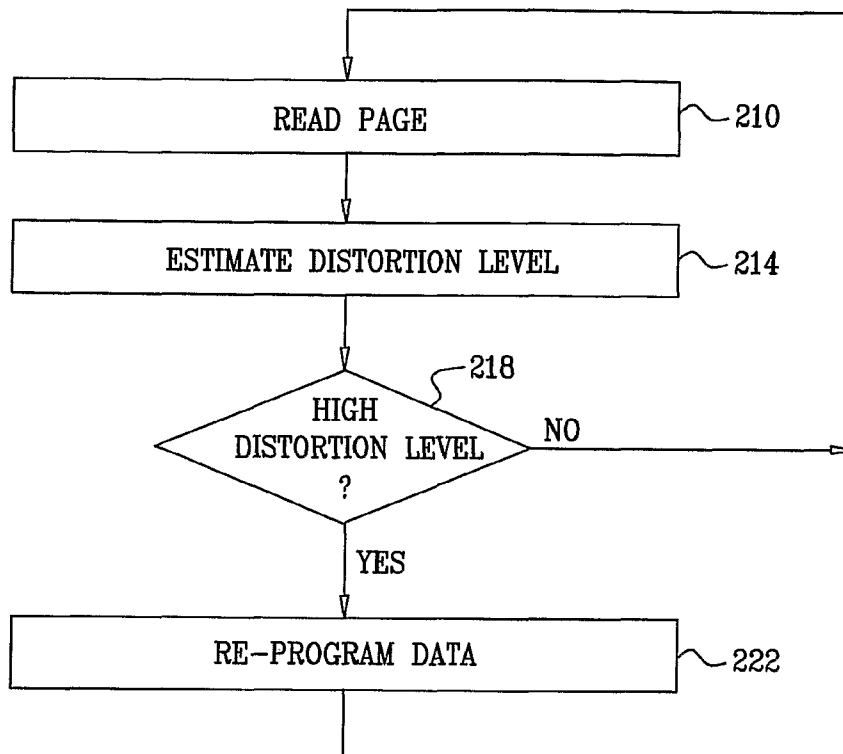 READ PAGE
210
ESTIMATE DISTORTION LEVEL
214
218
HIGH
DISTORTION LEVEL
?
NO
YES
RE-PROGRAM DATA
222